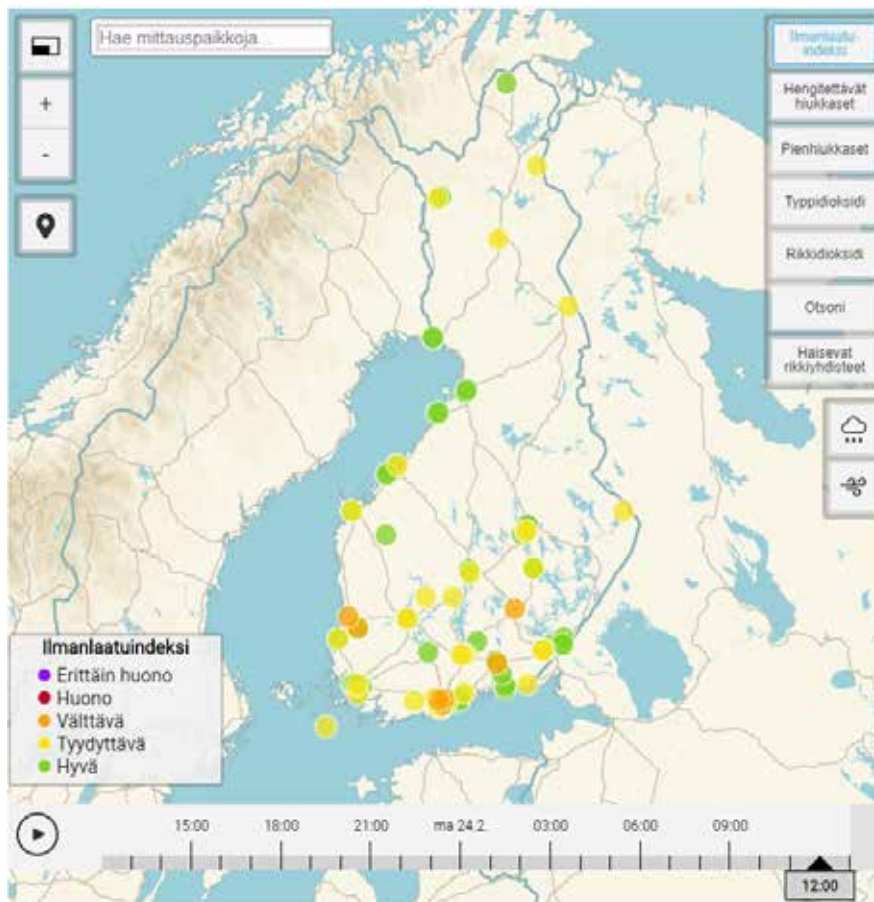 Hae mittauspaikkoja...
Ilmanlaatu-
indeksi
Hengitettävät
hiukkaset
Pienhiukkaset
Typpidioksidi
Rikkidioksidi
Otsoni
Haisevat
rikkiyhdisteet
+
-
Ilmanlaatuindeksi
Erittäin huono
Huono
Välttävä
Tyydyttävä
Hyvä
15:00 18:00 21:00 ma 24.2. 03:00 06:00 09:00
12:00